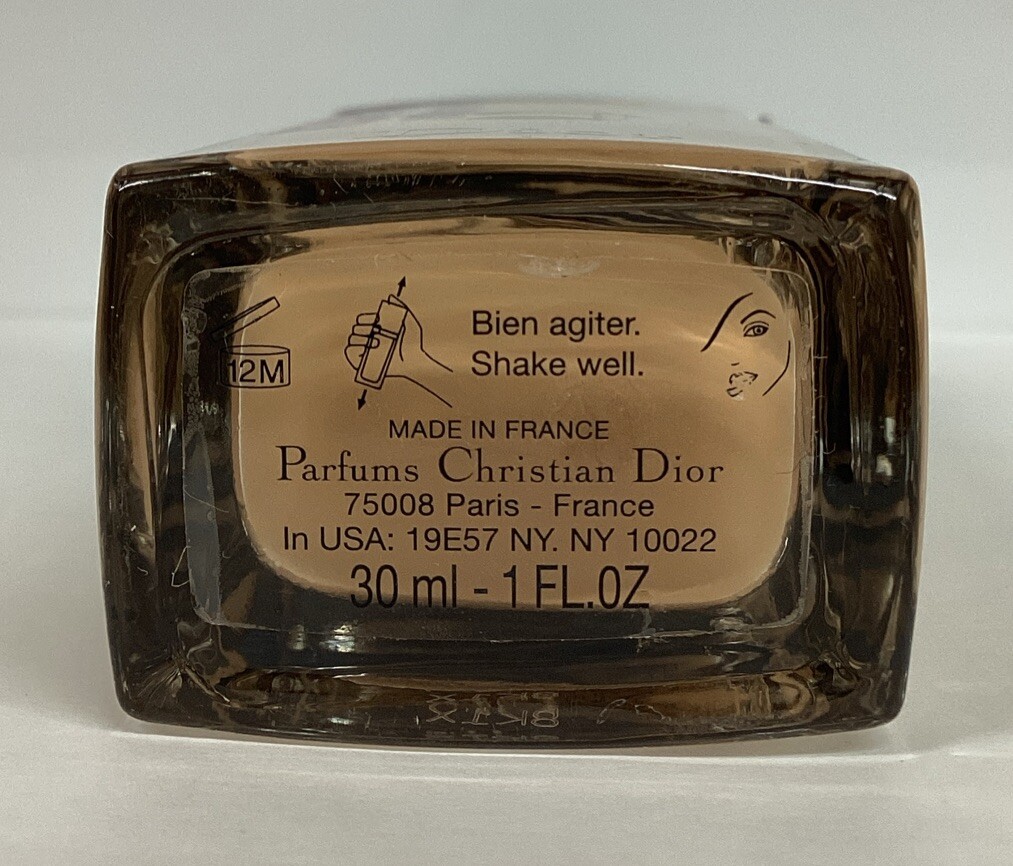 12M
Bien agiter.
Shake well.
MADE IN FRANCE
Parfums Christian Dior
75008 Paris - France
In USA: 19E57 NY. NY 10022
30 ml - 1 FL.OZ